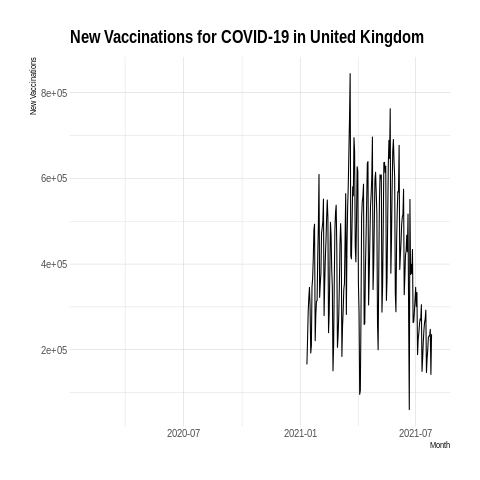 New Vaccinations for COVID-19 in United Kingdom
New Vaccinations
8e+05
6e+05
4e+05
2e+05
2020-07
2021-01
2021-07
Month